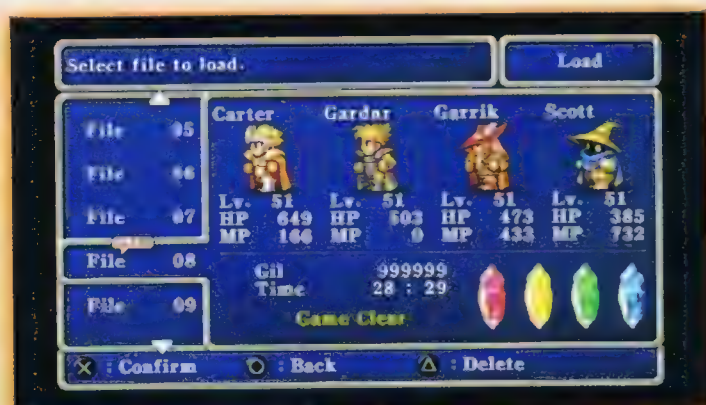 Select file to load.
Load
File 05
File 06
File 07
File 08
File 09
Carter Gardar Garrik Scott
Lv. 51 Lv. 51 Lv. 51 Lv. 51
HP 649 HP 503 HP 473 HP 385
MP 166 MP 0 MP 433 MP 732
Gil 999999
Time 28 : 29
Game Clear
X : Confirm O : Back △ : Delete